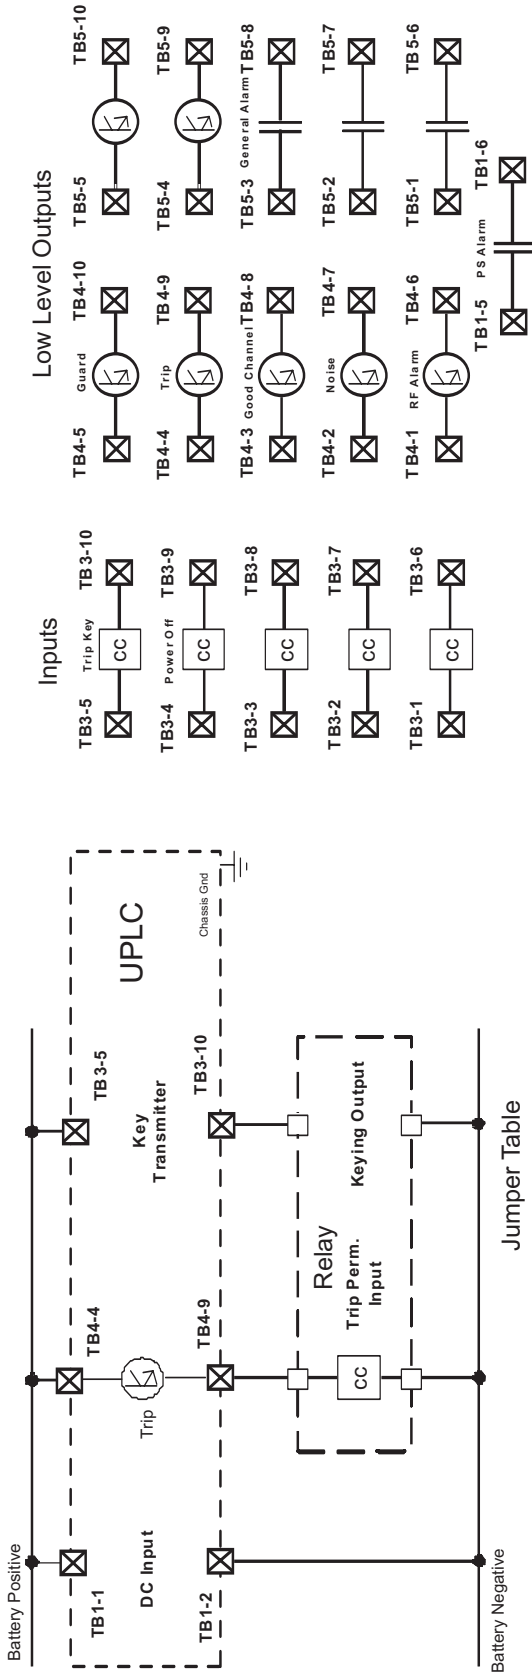 Battery Positive
TB1-1
DC Input
TB1-2
TB4-4
Trip
TB4-9
TB3-5
Key
Transmitter
TB3-10
UPLC
Chassis Gnd
Relay
Trip Perm.
Input
CC
Keying Output
Battery Negative
Jumper Table
Inputs
TB3-5
Trip Key
CC
TB3-10
TB3-4
Power Off
CC
TB3-9
TB3-3
CC
TB3-8
TB3-2
CC
TB3-7
TB3-1
CC
TB3-6
Low Level Outputs
TB4-5
Guard
TB4-10
TB5-5
TB5-10
TB4-4
Trip
TB4-9
TB5-4
TB5-9
TB4-3
Good Channel
TB4-8
TB5-3
General Alarm
TB5-8
TB4-2
Noise
TB4-7
TB5-2
TB5-7
TB4-1
RF Alarm
TB4-6
TB5-1
TB5-6
TB1-5
PS Alarm
TB1-6